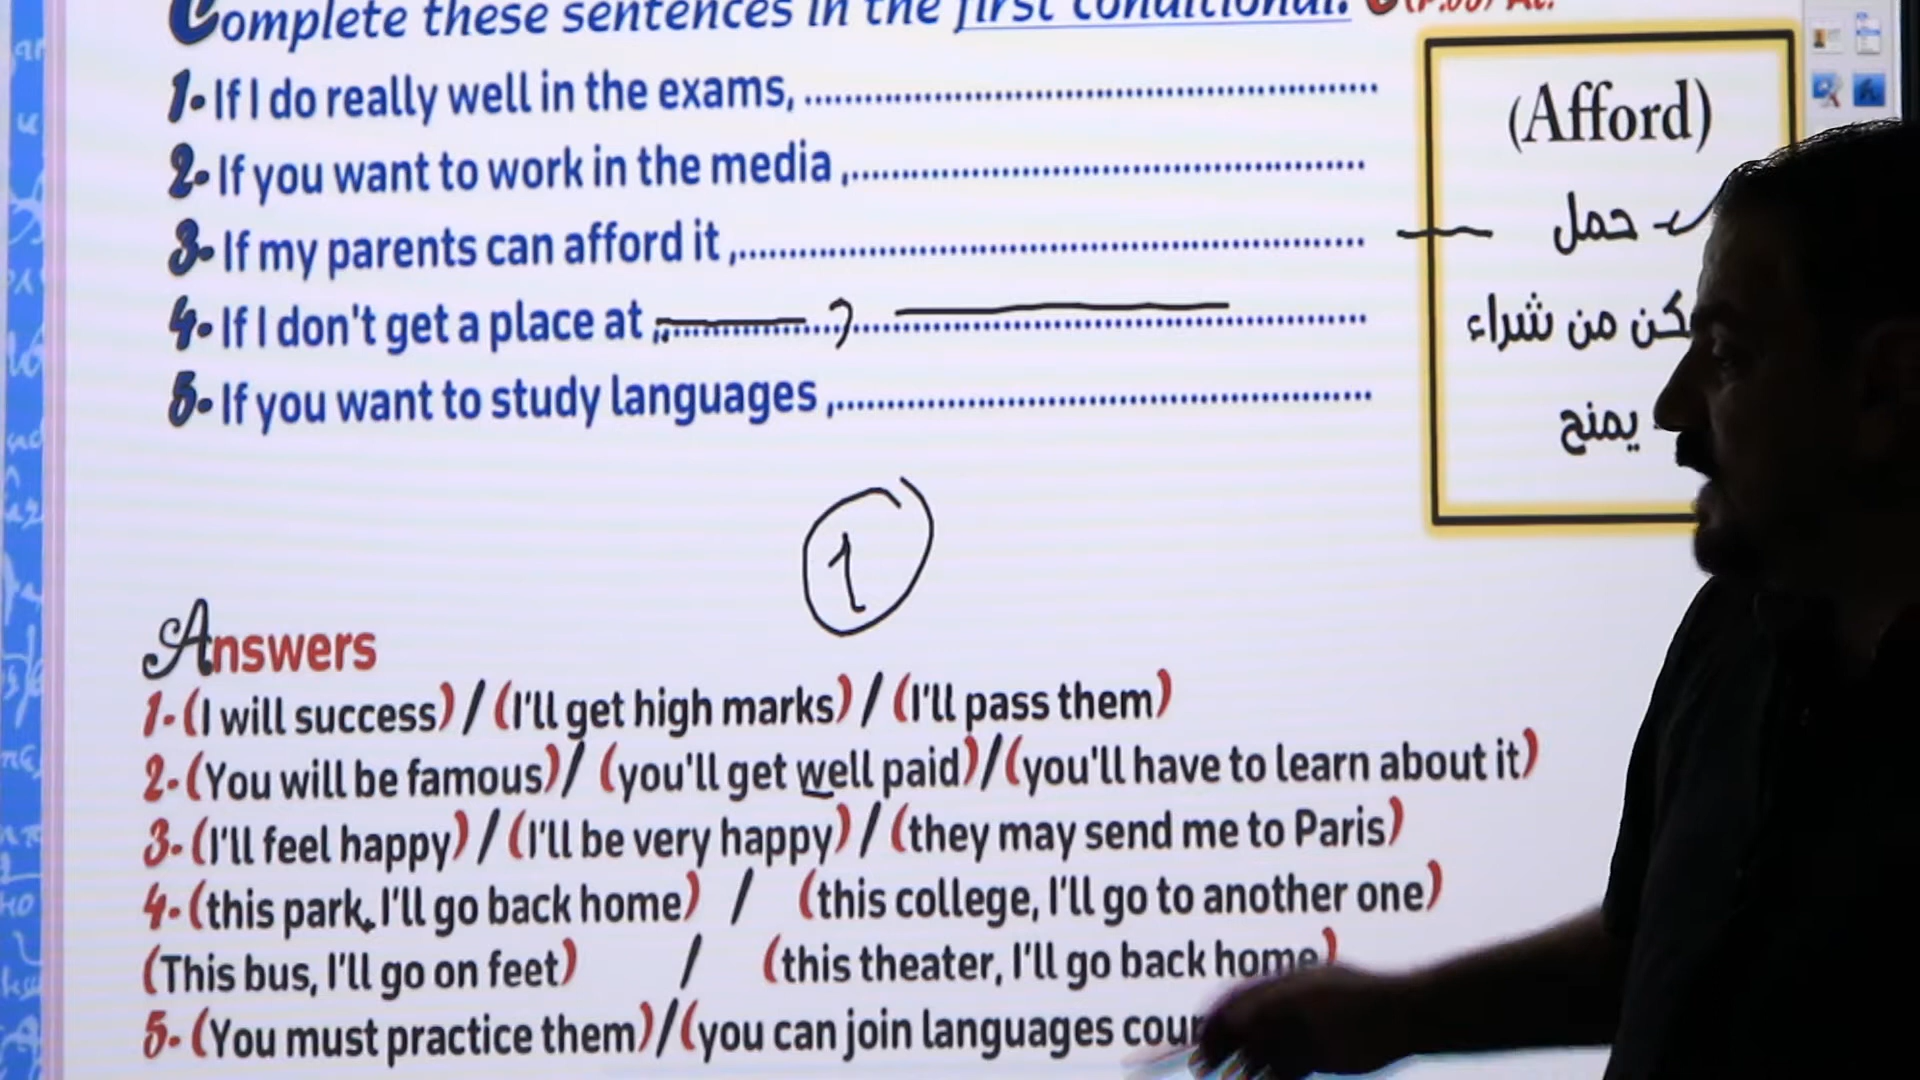 Complete these sentences in the first conditional.
1- If I do really well in the exams, ........................................
2- If you want to work in the media ,........................................
3- If my parents can afford it ,........................................
4- If I don't get a place at ............, ........................................
5- If you want to study languages ,........................................
(Afford)
حمل
كن من شراء
يمنح
1
Answers
1- (I will success) / (I'll get high marks) / (I'll pass them)
2- (You will be famous) / (you'll get well paid)/(you'll have to learn about it)
3- (I'll feel happy) / (I'll be very happy) / (they may send me to Paris)
4- (this park, I'll go back home) / (this college, I'll go to another one)
(This bus, I'll go on feet) / (this theater, I'll go back home)
5- (You must practice them)/(you can join languages cour